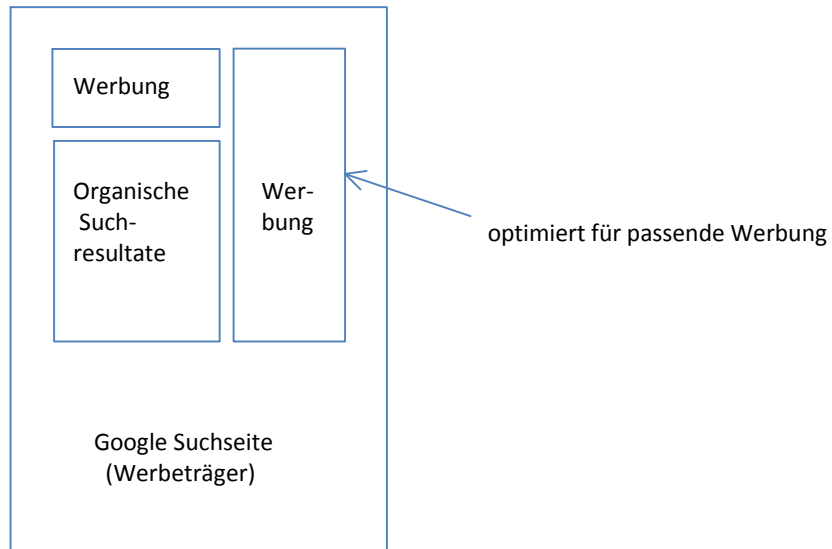 Werbung
Organische
Such-
resultate
Wer-
bung
optimiert für passende Werbung
Google Suchseite
(Werbeträger)